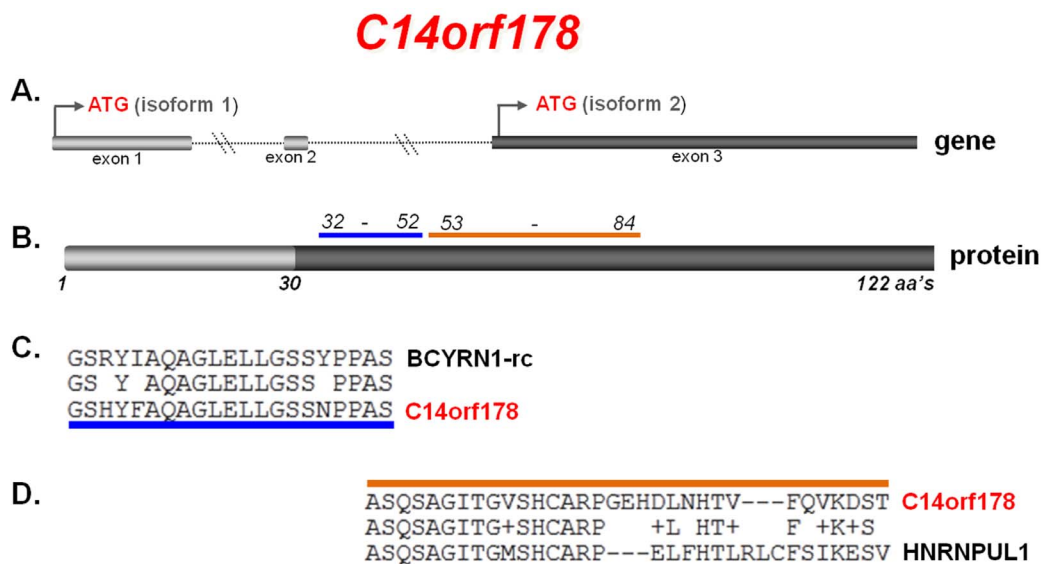 C14orf178
A.
ATG (isoform 1)
ATG (isoform 2)
exon 1
exon 2
exon 3
gene
32 - 52
53 - 84
B.
protein
1
30
122 aa's
C.
GSRYIAQAGLELLGSSYPPAS BCYRN1-rc
GS Y AQAGLELLGSS PPAS
GSHYFAQAGLELLGSSNPPAS C14orf178
D.
ASQSAGITGVSHCARPGEHDLNHTV---FQVKDST C14orf178
ASQSAGITG+SHCARP   +L HT+   F +K+S
ASQSAGITGMSHCARP---ELFHTLRLCFSIKESV HNRNPUL1